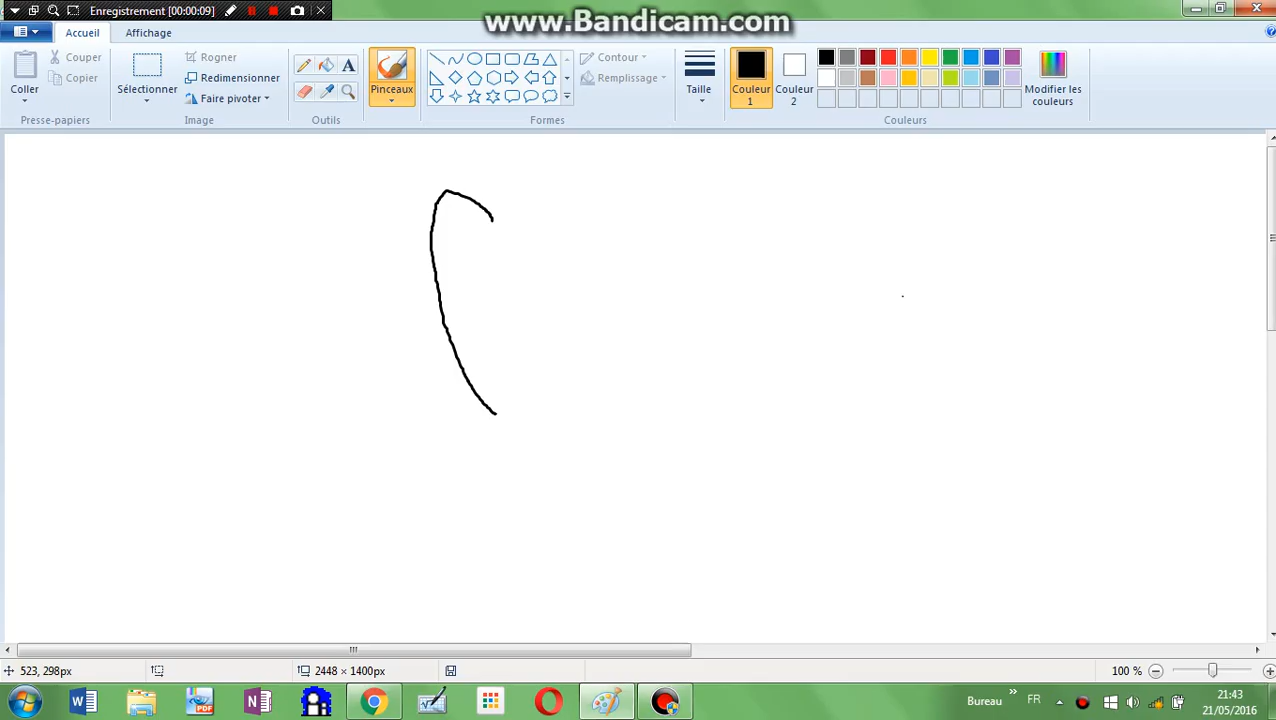 www.Bandicam.com
Enregistrement [00:00:09]
Accueil
Affichage
Coller
Couper
Copier
Presse-papiers
Sélectionner
Rogner
Redimensionner
Faire pivoter
Image
A
Outils
Pinceaux
Formes
Contour
Remplissage
Taille
Couleur
1
Couleur
2
Modifier les
couleurs
Couleurs
523, 298px
2448 × 1400px
100 %
Bureau
FR
21:43
21/05/2016